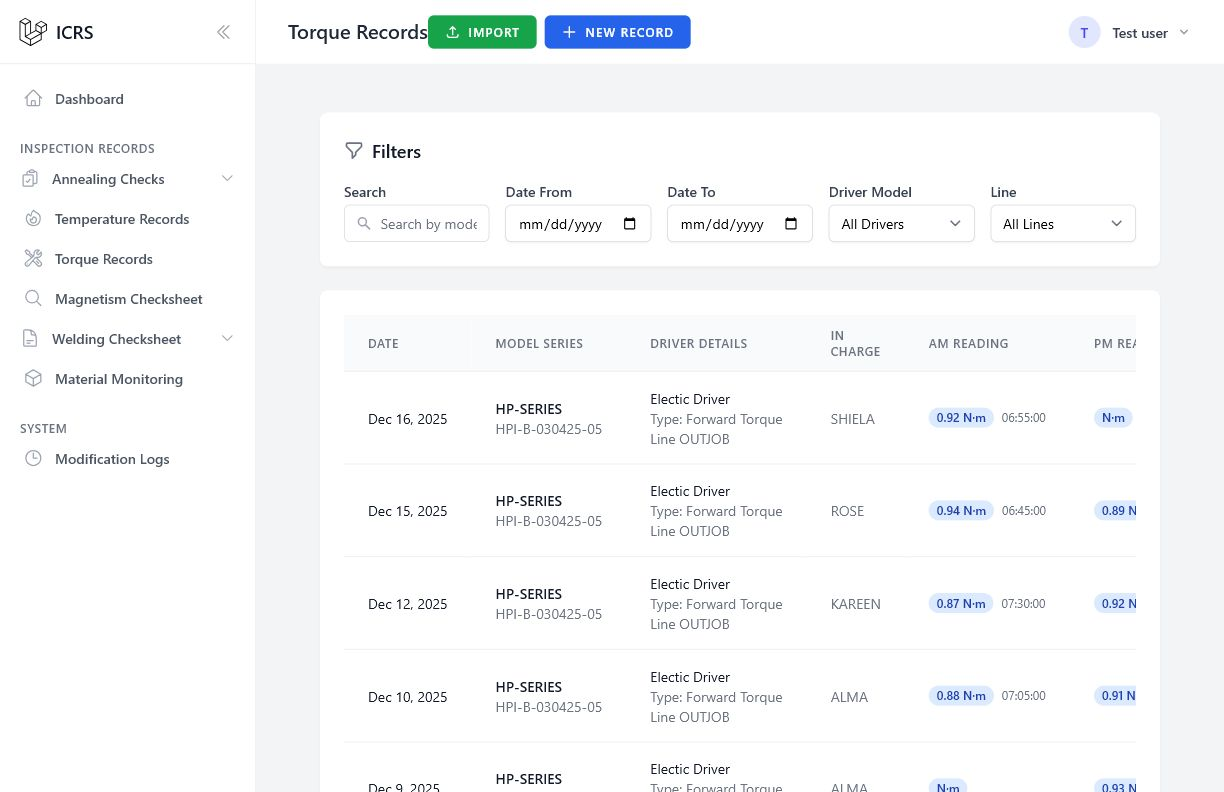 ICRS
Torque Records
IMPORT
NEW RECORD
T
Test user
Dashboard
INSPECTION RECORDS
Annealing Checks
Temperature Records
Torque Records
Magnetism Checksheet
Welding Checksheet
Material Monitoring
SYSTEM
Modification Logs
Filters
Search
Date From
Date To
Driver Model
Line
Search by mode
mm/dd/yyyy
mm/dd/yyyy
All Drivers
All Lines
DATE
MODEL SERIES
DRIVER DETAILS
IN
CHARGE
AM READING
PM REA
Dec 16, 2025
HP-SERIES
HPI-B-030425-05
Electic Driver
Type: Forward Torque
Line OUTJOB
SHIELA
0.92 N·m
06:55:00
N·m
Dec 15, 2025
HP-SERIES
HPI-B-030425-05
Electic Driver
Type: Forward Torque
Line OUTJOB
ROSE
0.94 N·m
06:45:00
0.89 N
Dec 12, 2025
HP-SERIES
HPI-B-030425-05
Electic Driver
Type: Forward Torque
Line OUTJOB
KAREEN
0.87 N·m
07:30:00
0.92 N
Dec 10, 2025
HP-SERIES
HPI-B-030425-05
Electic Driver
Type: Forward Torque
Line OUTJOB
ALMA
0.88 N·m
07:05:00
0.91 N
Dec 9, 2025
HP-SERIES
Electic Driver
Type: Forward Torque
ALMA
N·m
0.93 N